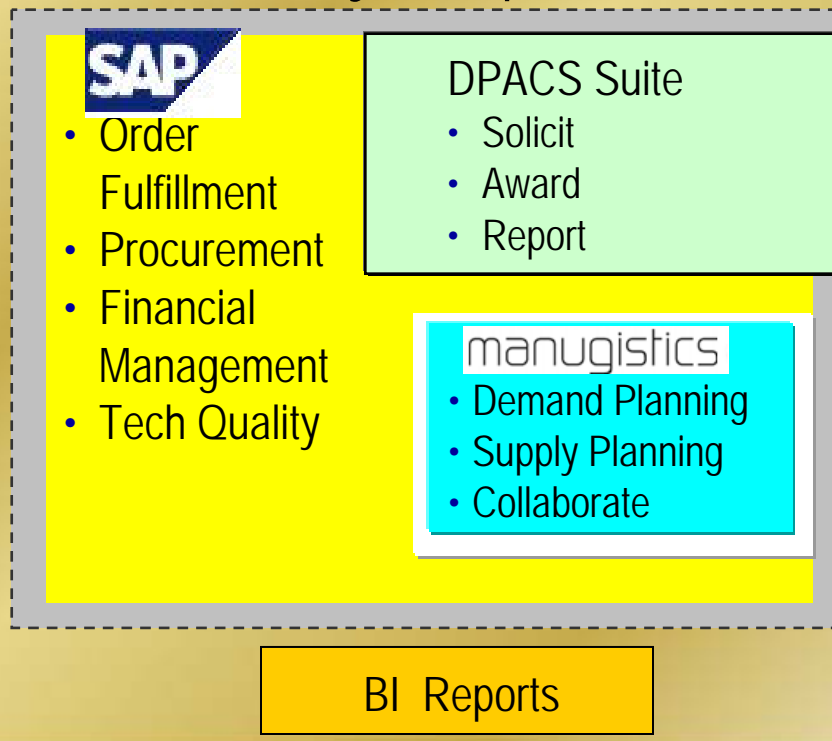 SAP
• Order
Fulfillment
• Procurement
• Financial
Management
• Tech Quality
DPACS Suite
• Solicit
• Award
• Report
manugistics
• Demand Planning
• Supply Planning
• Collaborate
BI Reports